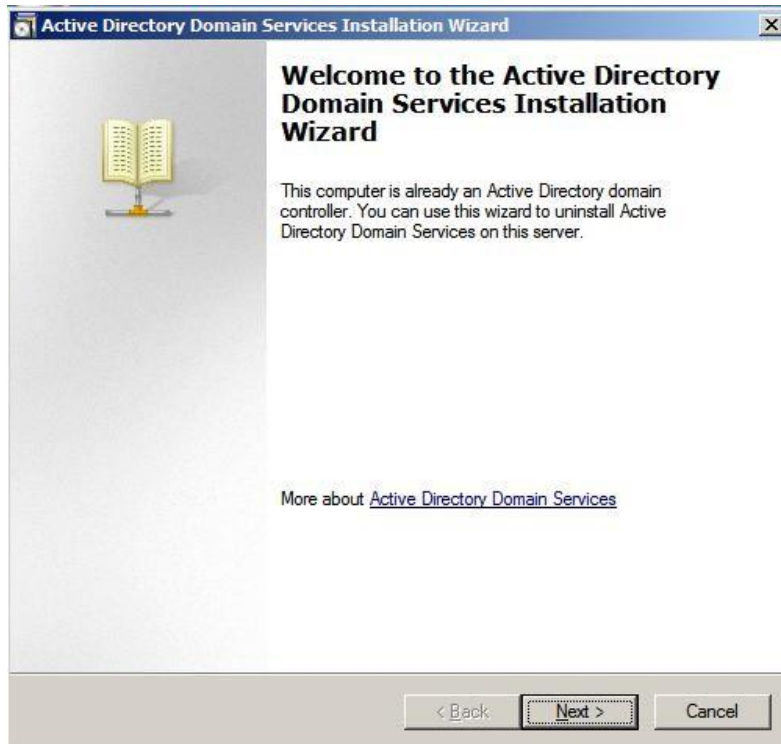 Active Directory Domain Services Installation Wizard
Welcome to the Active Directory
Domain Services Installation
Wizard
This computer is already an Active Directory domain
controller. You can use this wizard to uninstall Active
Directory Domain Services on this server.
More about Active Directory Domain Services
< Back Next > Cancel